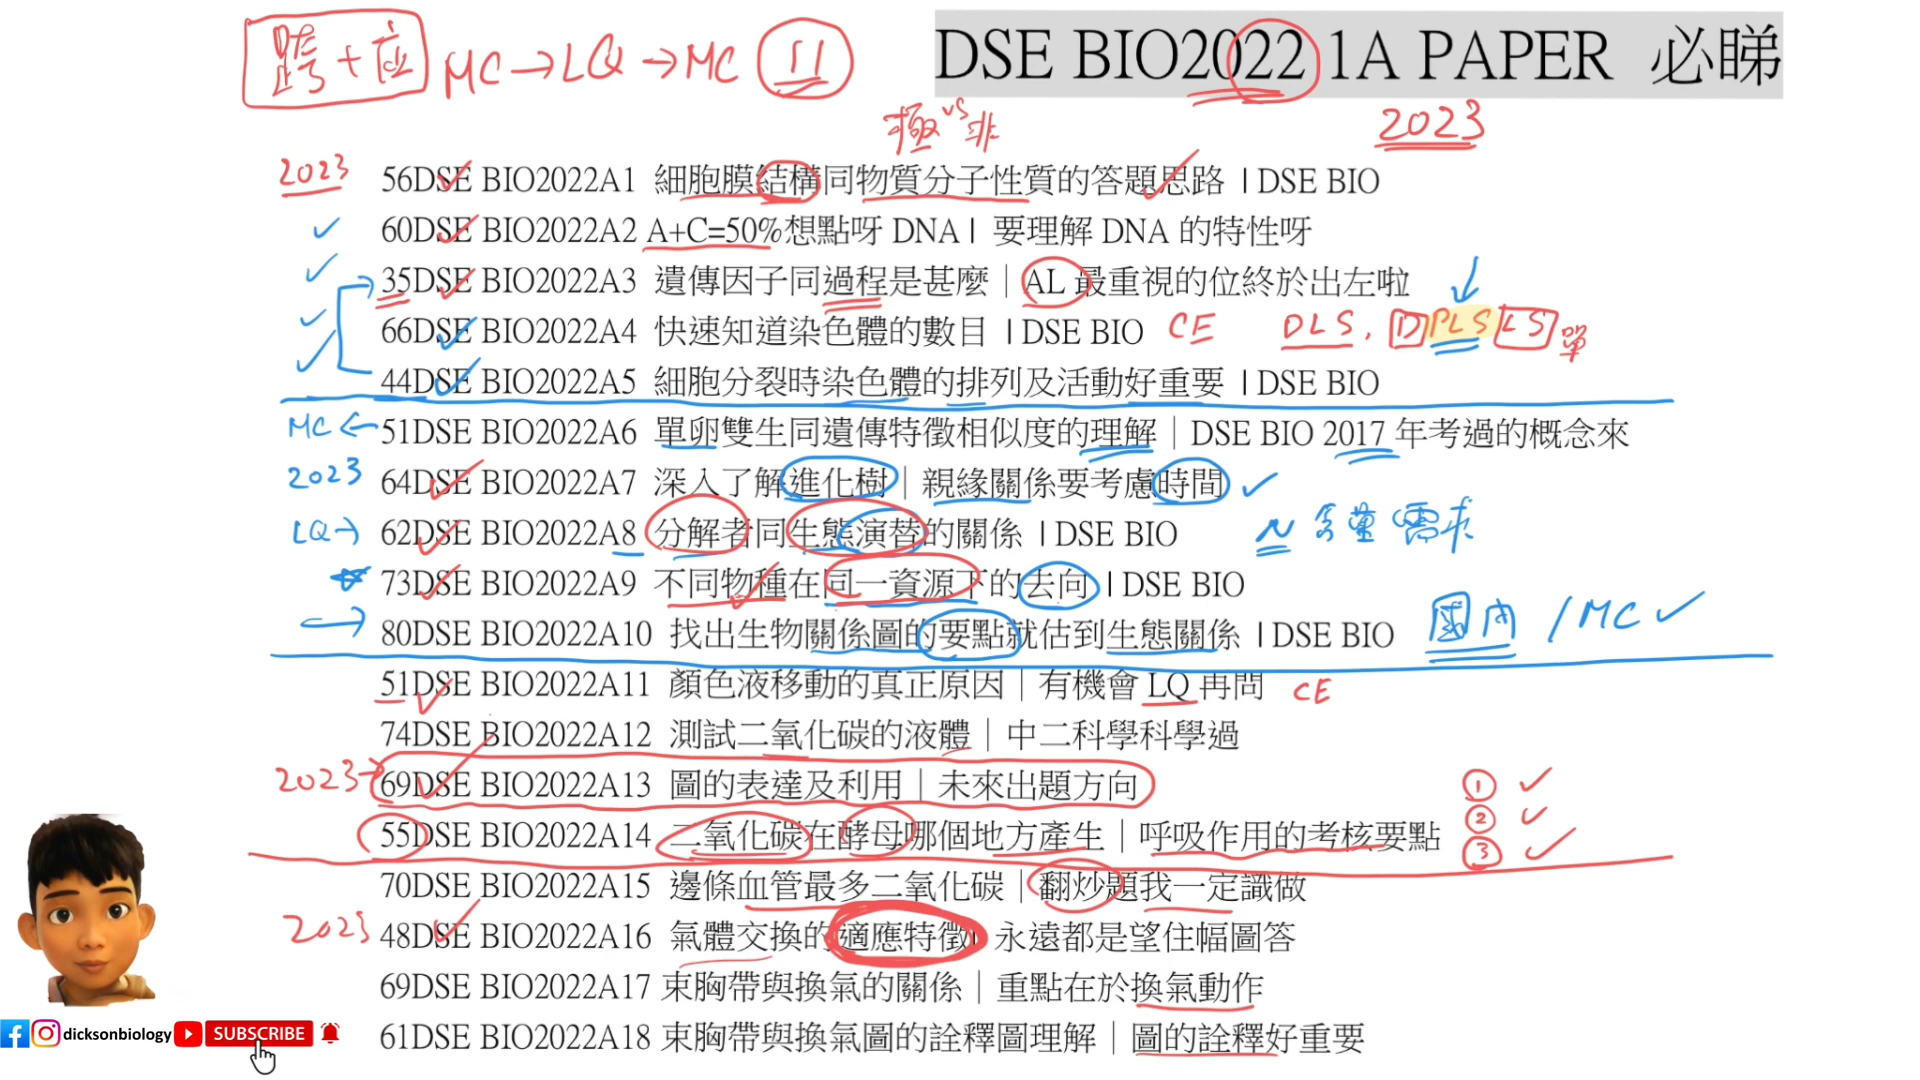 跨+應 MC→LQ→MC 11
DSE BIO2022 1A PAPER 必睇
極 vs 非
2023
2023 56DSE BIO2022A1 細胞膜結構同物質分子性質的答題思路 | DSE BIO
60DSE BIO2022A2 A+C=50%想點呀 DNA | 要理解 DNA 的特性呀
35DSE BIO2022A3 遺傳因子同過程是甚麼 | AL 最重視的位終於出左啦
66DSE BIO2022A4 快速知道染色體的數目 | DSE BIO CE DLS, D PLS LS 單
44DSE BIO2022A5 細胞分裂時染色體的排列及活動好重要 | DSE BIO
MC ← 51DSE BIO2022A6 單卵雙生同遺傳特徵相似度的理解 | DSE BIO 2017 年考過的概念來
2023 64DSE BIO2022A7 深入了解進化樹 | 親緣關係要考慮時間
LQ→ 62DSE BIO2022A8 分解者同生態演替的關係 | DSE BIO N 含量需求
73DSE BIO2022A9 不同物種在同一資源下的去向 | DSE BIO
→ 80DSE BIO2022A10 找出生物關係圖的要點就估到生態關係 | DSE BIO 國內 / MC
51DSE BIO2022A11 顏色液移動的真正原因 | 有機會 LQ 再問 CE
74DSE BIO2022A12 測試二氧化碳的液體 | 中二科學科學過
2023→ 69DSE BIO2022A13 圖的表達及利用 | 未來出題方向 ①
②
55DSE BIO2022A14 二氧化碳在酵母哪個地方產生 | 呼吸作用的考核要點 ③
70DSE BIO2022A15 邊條血管最多二氧化碳 | 翻炒題我一定識做
2023 48DSE BIO2022A16 氣體交換的適應特徵 | 永遠都是望住幅圖答
69DSE BIO2022A17 束胸帶與換氣的關係 | 重點在於換氣動作
dicksonbiology SUBSCRIBE
61DSE BIO2022A18 束胸帶與換氣圖的詮釋圖理解 | 圖的詮釋好重要